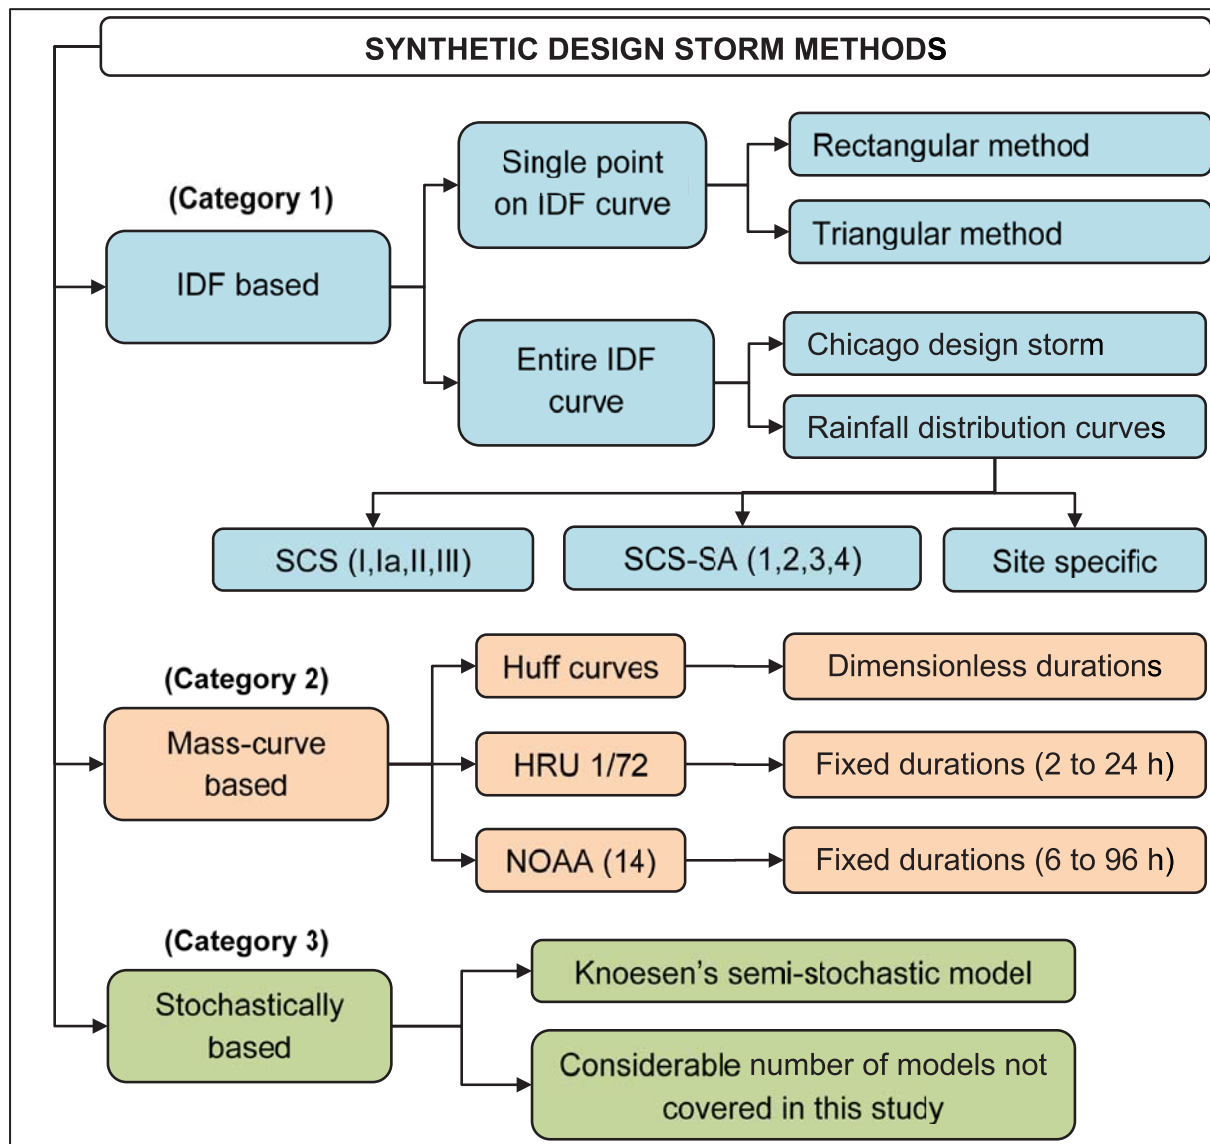 SYNTHETIC DESIGN STORM METHODS
(Category 1)
IDF based
Single point
on IDF curve
Rectangular method
Triangular method
Entire IDF
curve
Chicago design storm
Rainfall distribution curves
SCS (I,Ia,II,III)
SCS-SA (1,2,3,4)
Site specific
(Category 2)
Mass-curve
based
Huff curves
Dimensionless durations
HRU 1/72
Fixed durations (2 to 24 h)
NOAA (14)
Fixed durations (6 to 96 h)
(Category 3)
Stochastically
based
Knoesen’s semi-stochastic model
Considerable number of models not
covered in this study